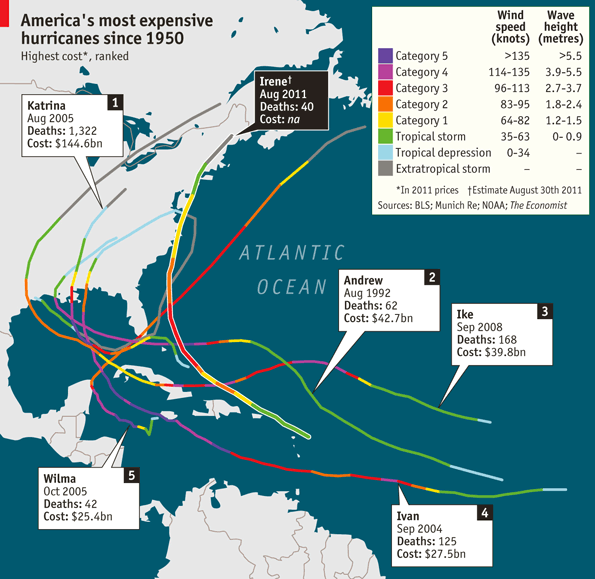 America's most expensive
hurricanes since 1950
Highest cost*, ranked
Wind
speed
(knots)
Wave
height
(metres)
Category 5 >135 >5.5
Category 4 114-135 3.9-5.5
Category 3 96-113 2.7-3.7
Category 2 83-95 1.8-2.4
Category 1 64-82 1.2-1.5
Tropical storm 35-63 0- 0.9
Tropical depression 0-34 –
Extratropical storm – –
*In 2011 prices †Estimate August 30th 2011
Sources: BLS; Munich Re; NOAA; The Economist
1
Katrina
Aug 2005
Deaths: 1,322
Cost: $144.6bn
Irene†
Aug 2011
Deaths: 40
Cost: na
ATLANTIC
OCEAN
2
Andrew
Aug 1992
Deaths: 62
Cost: $42.7bn
3
Ike
Sep 2008
Deaths: 168
Cost: $39.8bn
5
Wilma
Oct 2005
Deaths: 42
Cost: $25.4bn
4
Ivan
Sep 2004
Deaths: 125
Cost: $27.5bn